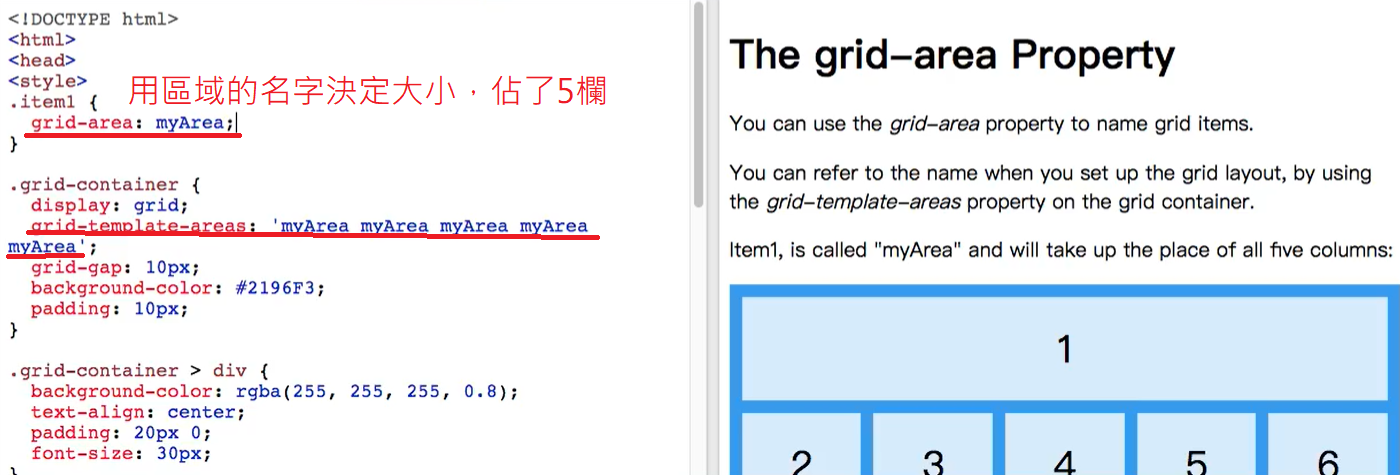 <!DOCTYPE html>
<html>
<head>
<style>
用區域的名字決定大小，佔了5欄
.item1 {
grid-area: myArea;
}
.grid-container {
display: grid;
grid-template-areas: 'myArea myArea myArea myArea
myArea';
grid-gap: 10px;
background-color: #2196F3;
padding: 10px;
}
.grid-container > div {
background-color: rgba(255, 255, 255, 0.8);
text-align: center;
padding: 20px 0;
font-size: 30px;
}
The grid-area Property
You can use the grid-area property to name grid items.
You can refer to the name when you set up the grid layout, by using
the grid-template-areas property on the grid container.
Item1, is called "myArea" and will take up the place of all five columns:
1
2 3 4 5 6